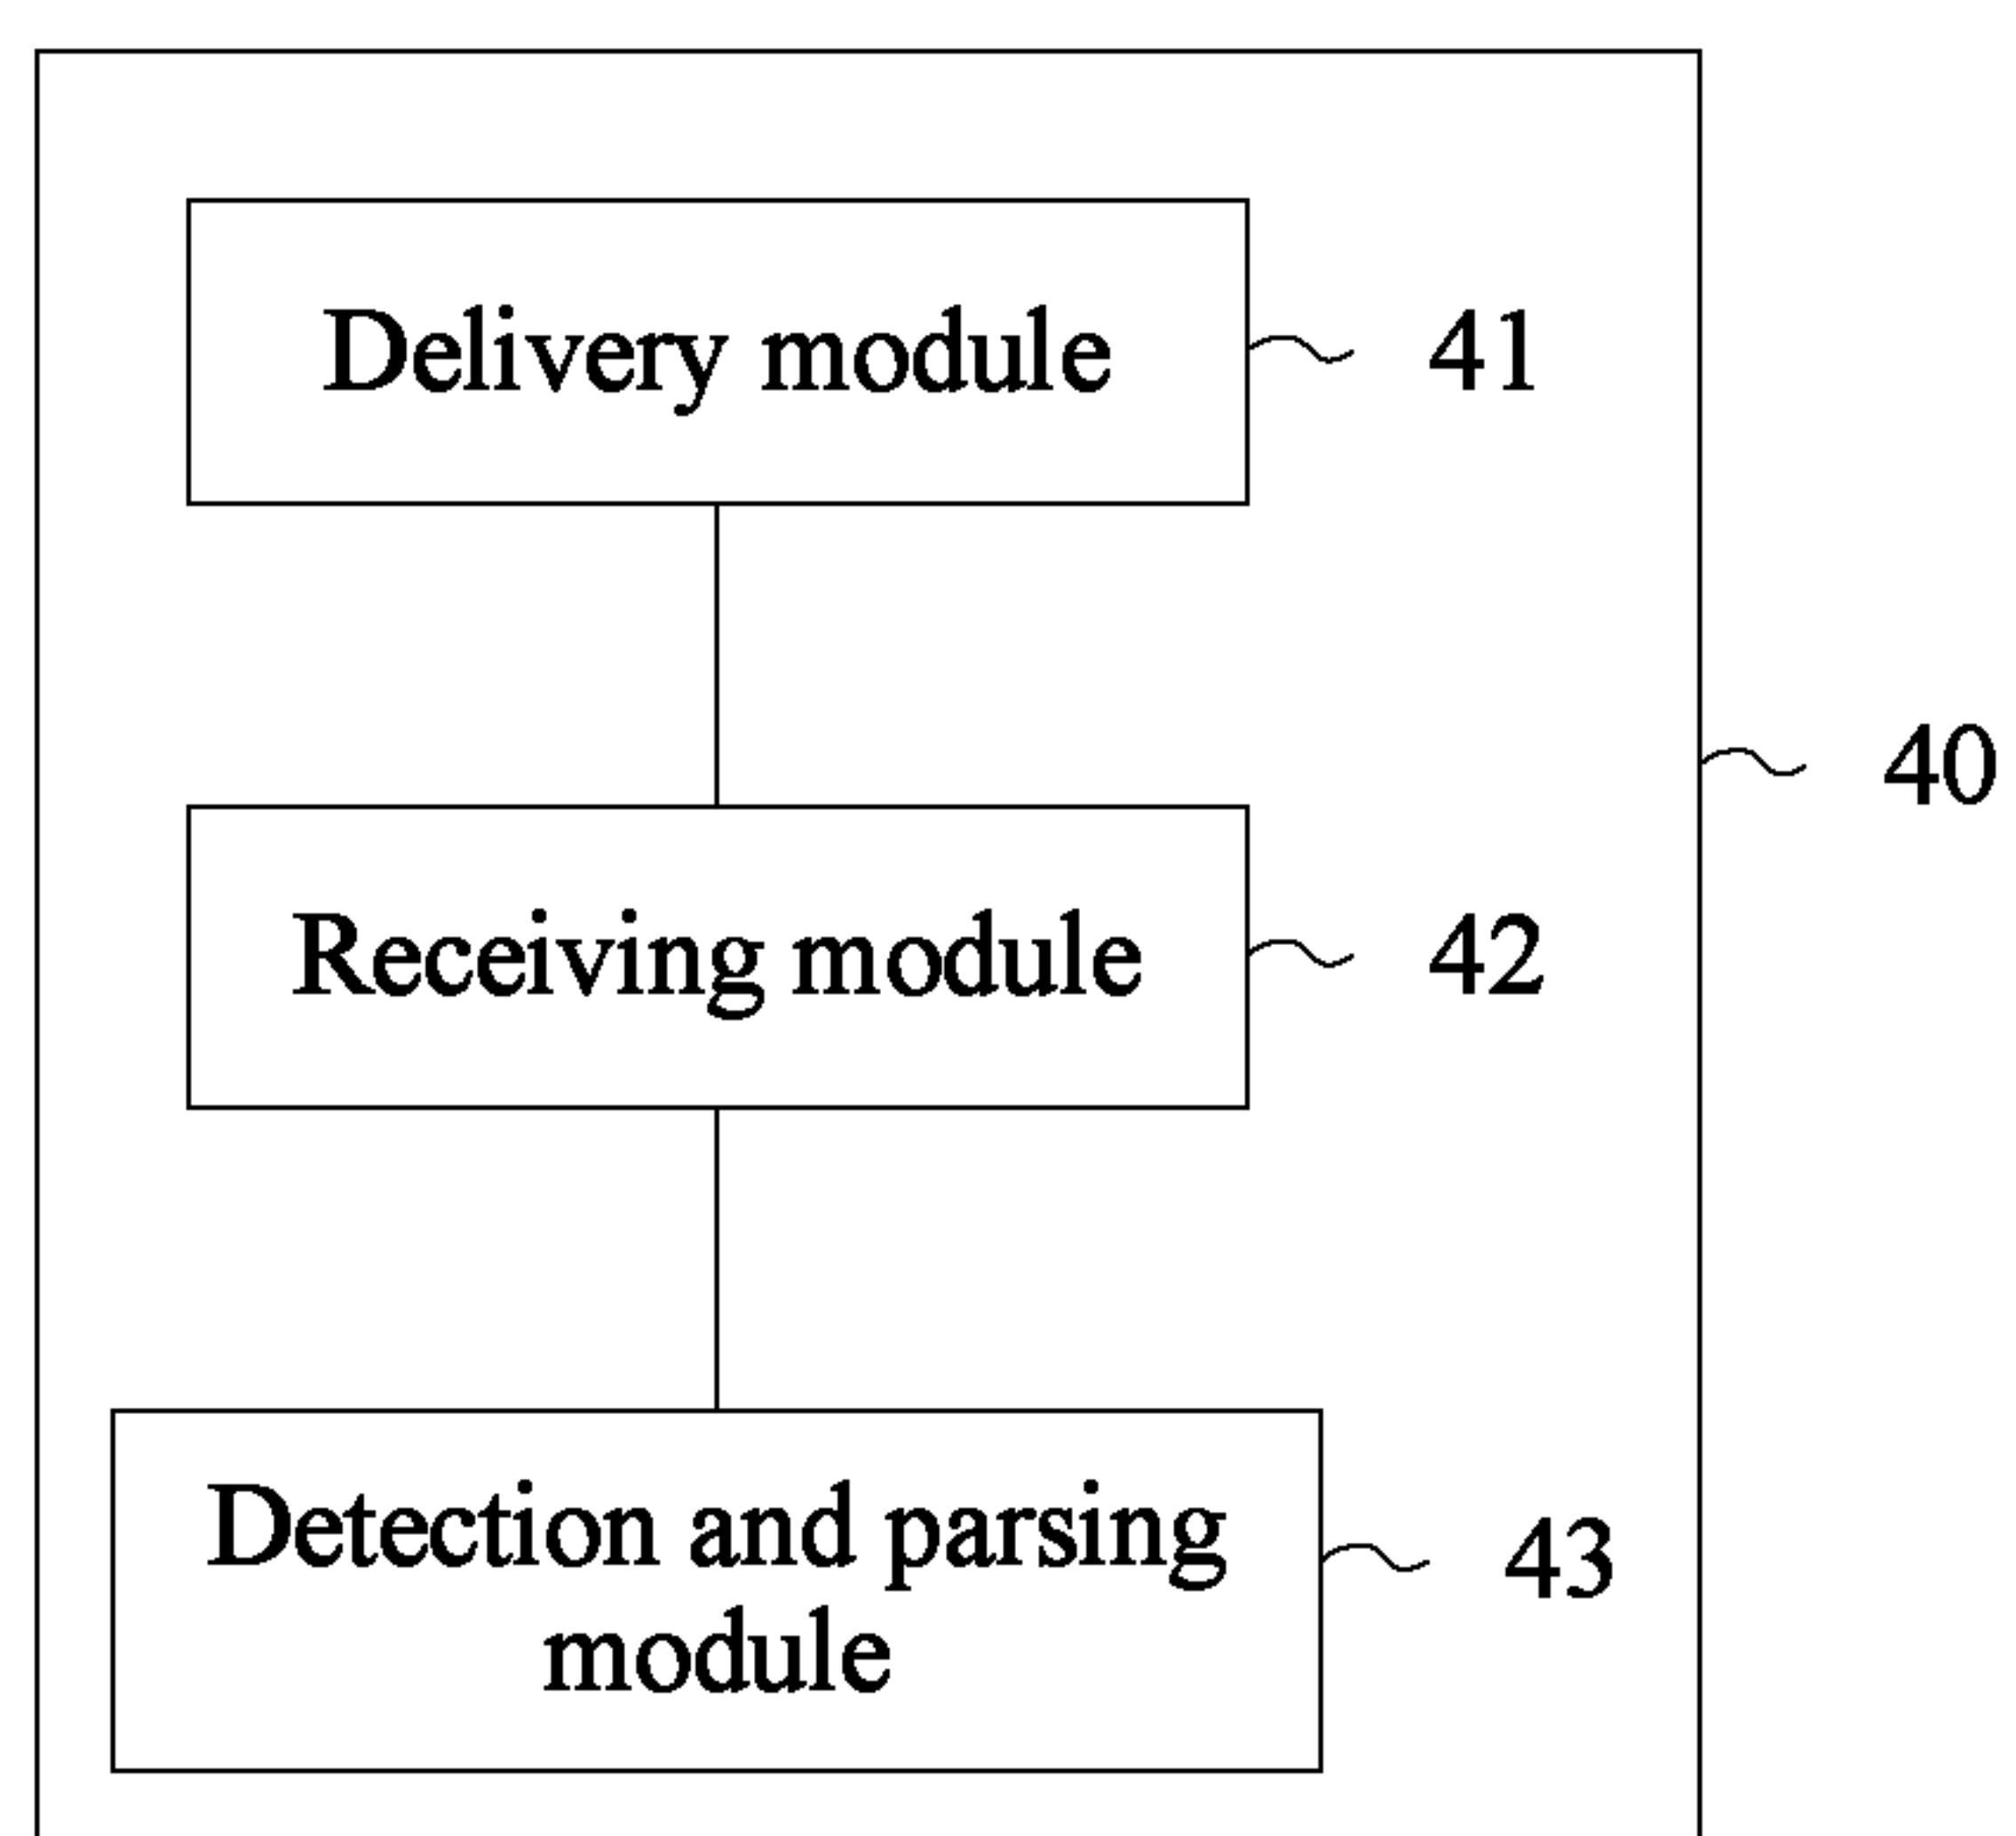 Delivery module
41
40
Receiving module
42
Detection and parsing
module
43